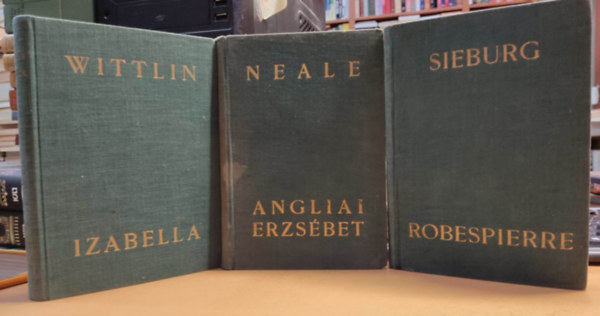 WITTLIN
IZABELLA
NEALE
ANGLIAI
ERZSÉBET
SIEBURG
ROBESPIERRE